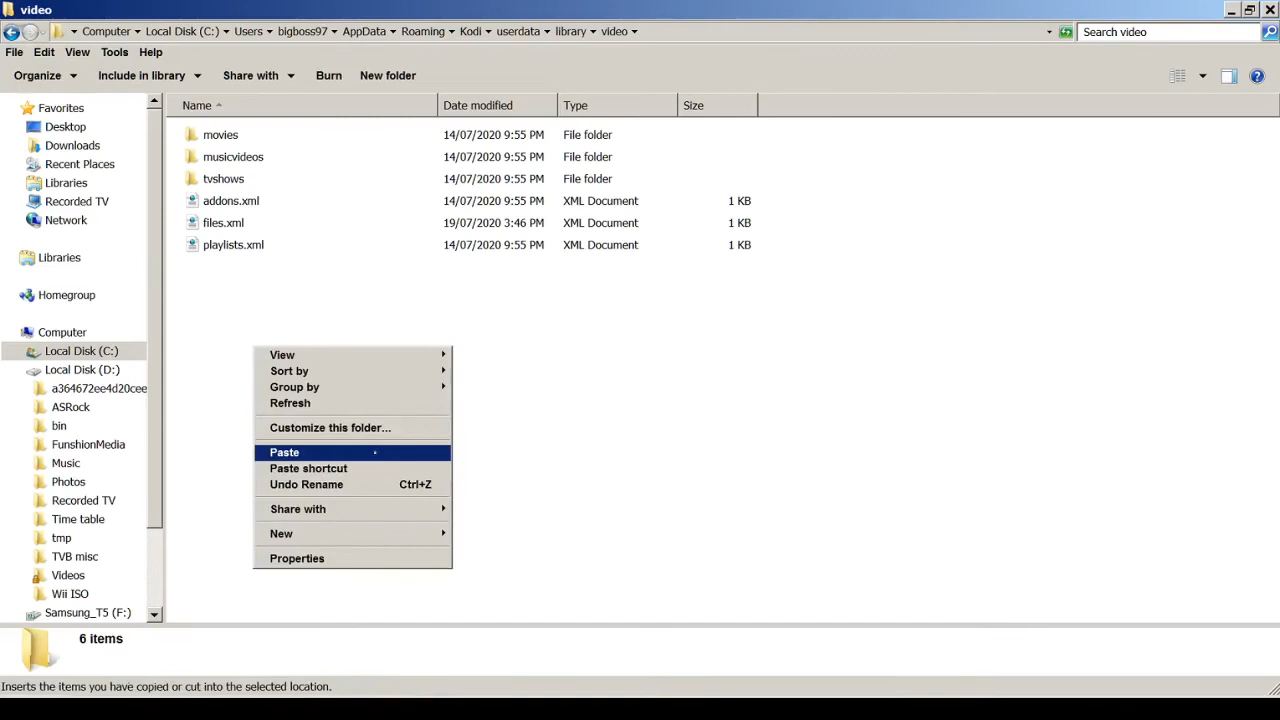 video
Computer Local Disk (C:) Users bigboss97 AppData Roaming Kodi userdata library video
Search video
File Edit View Tools Help
Organize Include in library Share with Burn New folder
Name Date modified Type Size
movies 14/07/2020 9:55 PM File folder
musicvideos 14/07/2020 9:55 PM File folder
tvshows 14/07/2020 9:55 PM File folder
addons.xml 14/07/2020 9:55 PM XML Document 1 KB
files.xml 19/07/2020 3:46 PM XML Document 1 KB
playlists.xml 14/07/2020 9:55 PM XML Document 1 KB
Favorites
Desktop
Downloads
Recent Places
Libraries
Recorded TV
Network
Libraries
Homegroup
Computer
Local Disk (C:)
Local Disk (D:)
a364672ee4d20cee
ASRock
bin
FunshionMedia
Music
Photos
Recorded TV
Time table
tmp
TVB misc
Videos
Wii ISO
Samsung_T5 (F:)
View
Sort by
Group by
Refresh
Customize this folder...
Paste
Paste shortcut
Undo Rename Ctrl+Z
Share with
New
Properties
6 items
Inserts the items you have copied or cut into the selected location.